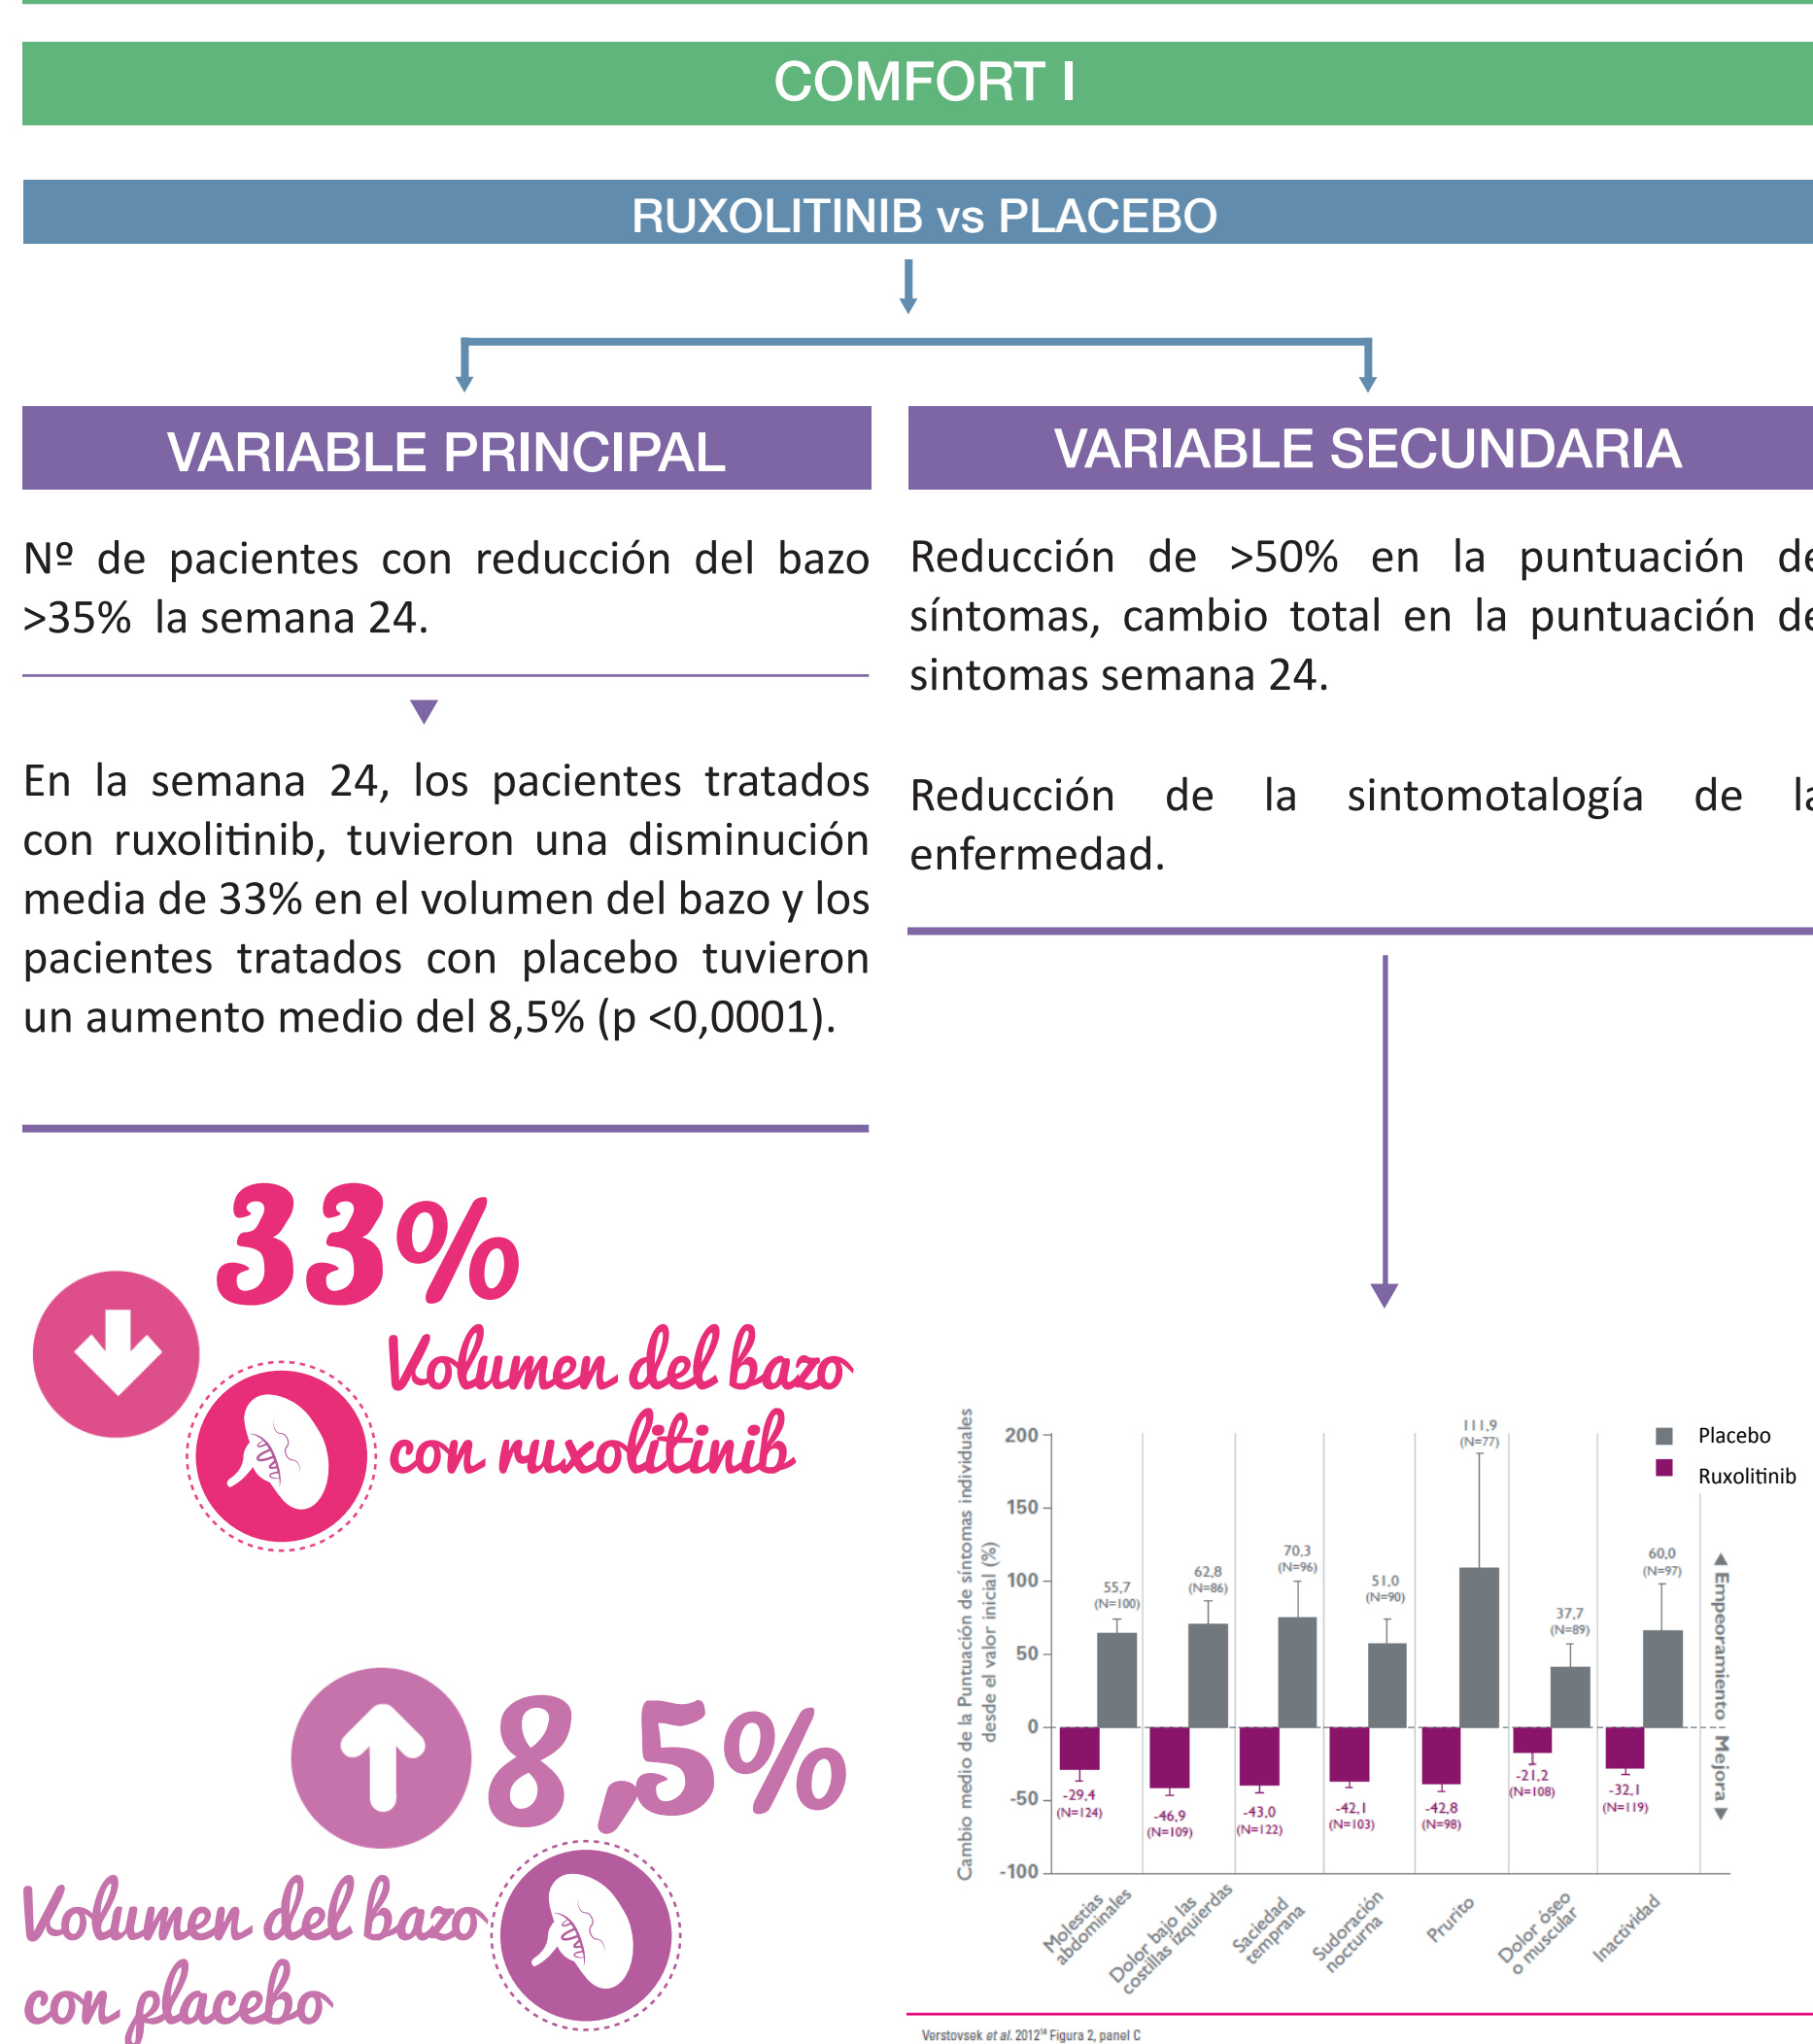 COMFORT I
RUXOLITINIB vs PLACEBO
VARIABLE PRINCIPAL
Nº de pacientes con reducción del bazo
>35% la semana 24.
En la semana 24, los pacientes tratados
con ruxolitinib, tuvieron una disminución
media de 33% en el volumen del bazo y los
pacientes tratados con placebo tuvieron
un aumento medio del 8,5% (p <0,0001).
33%
Volumen del bazo
con ruxolitinib
8,5%
Volumen del bazo
con placebo
VARIABLE SECUNDARIA
Reducción de >50% en la puntuación de
síntomas, cambio total en la puntuación de
sintomas semana 24.
Reducción de la sintomotalogía de la
enfermedad.
Cambio medio de la Puntuación de síntomas individuales
desde el valor inicial (%)
200
150
100
50
0
-50
-100
55,7
(N=100)
62,8
(N=86)
70,3
(N=96)
51,0
(N=90)
111,9
(N=77)
37,7
(N=89)
60,0
(N=97)
-29,4
(N=124)
-46,9
(N=109)
-43,0
(N=122)
-42,1
(N=103)
-42,8
(N=98)
-21,2
(N=108)
-32,1
(N=119)
Placebo
Ruxolitinib
▲ Empeoramiento
Mejora ▼
Molestias
abdominales
Dolor bajo las
costillas izquierdas
Saciedad
temprana
Sudoración
nocturna
Prurito
Dolor óseo
o muscular
Inactividad
Verstovsek et al. 2012¹⁴ Figura 2, panel C